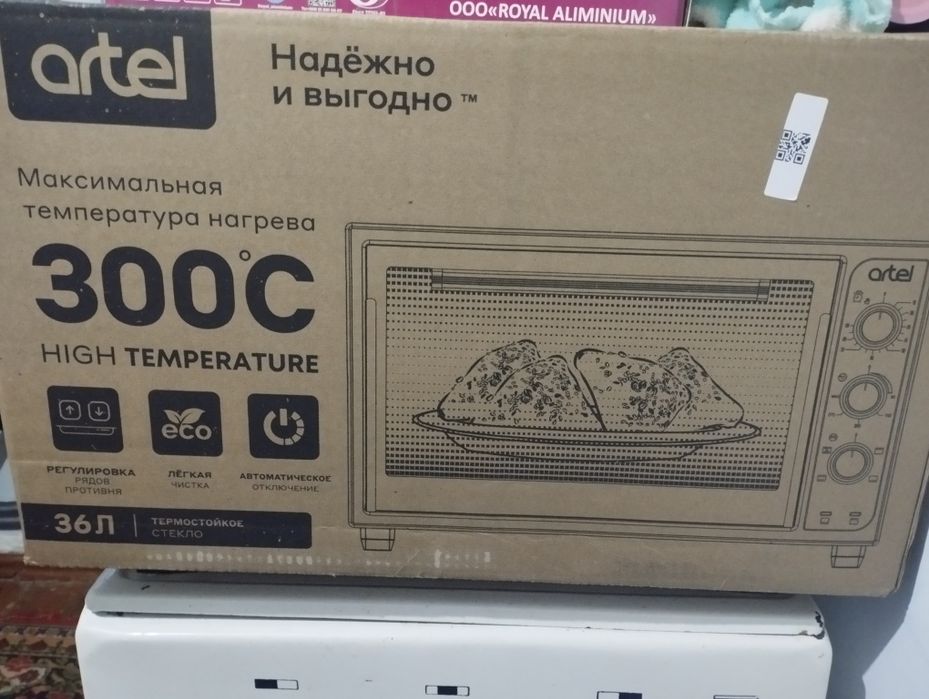 ООО«ROYAL ALIMINIUM»
artel
Надёжно
и выгодно ™
Максимальная
температура нагрева
300°C
HIGH TEMPERATURE
eco
РЕГУЛИРОВКА
РЯДОВ
ПРОТИВНЯ
ЛЁГКАЯ
ЧИСТКА
АВТОМАТИЧЕСКОЕ
ОТКЛЮЧЕНИЕ
36Л
ТЕРМОСТОЙКОЕ
СТЕКЛО
artel